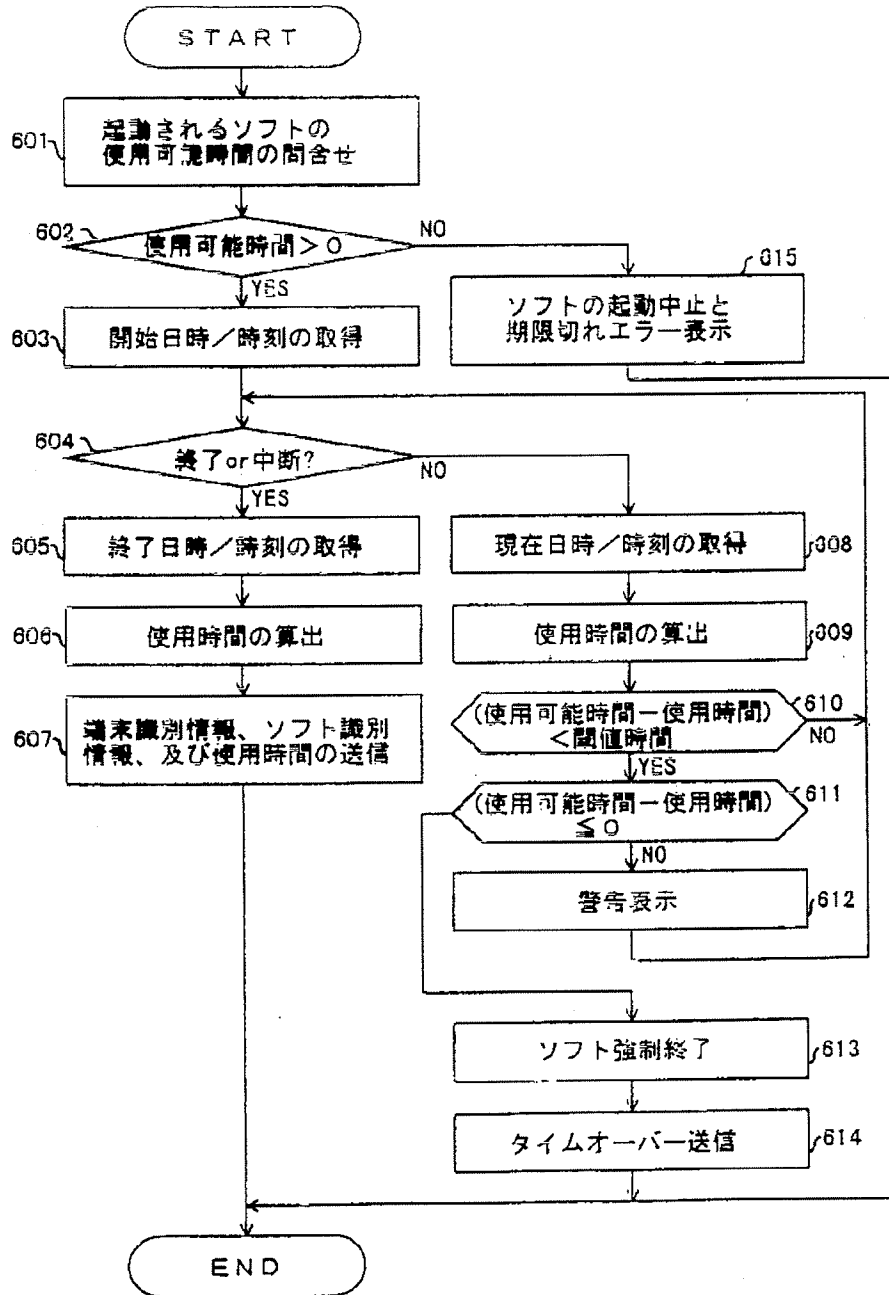 START
601
起動されるソフトの
使用可能時間の問合せ
602
使用可能時間>0
NO
YES
615
ソフトの起動中止と
期限切れエラー表示
603
開始日時/時刻の取得
604
終了or中断?
NO
YES
605
終了日時/時刻の取得
現在日時/時刻の取得
608
606
使用時間の算出
使用時間の算出
609
607
端末識別情報、ソフト識別
情報、及び使用時間の送信
(使用可能時間-使用時間)
<閾値時間
610
NO
YES
(使用可能時間-使用時間)
≦0
611
NO
警告表示
612
ソフト強制終了
613
タイムオーバー送信
614
END